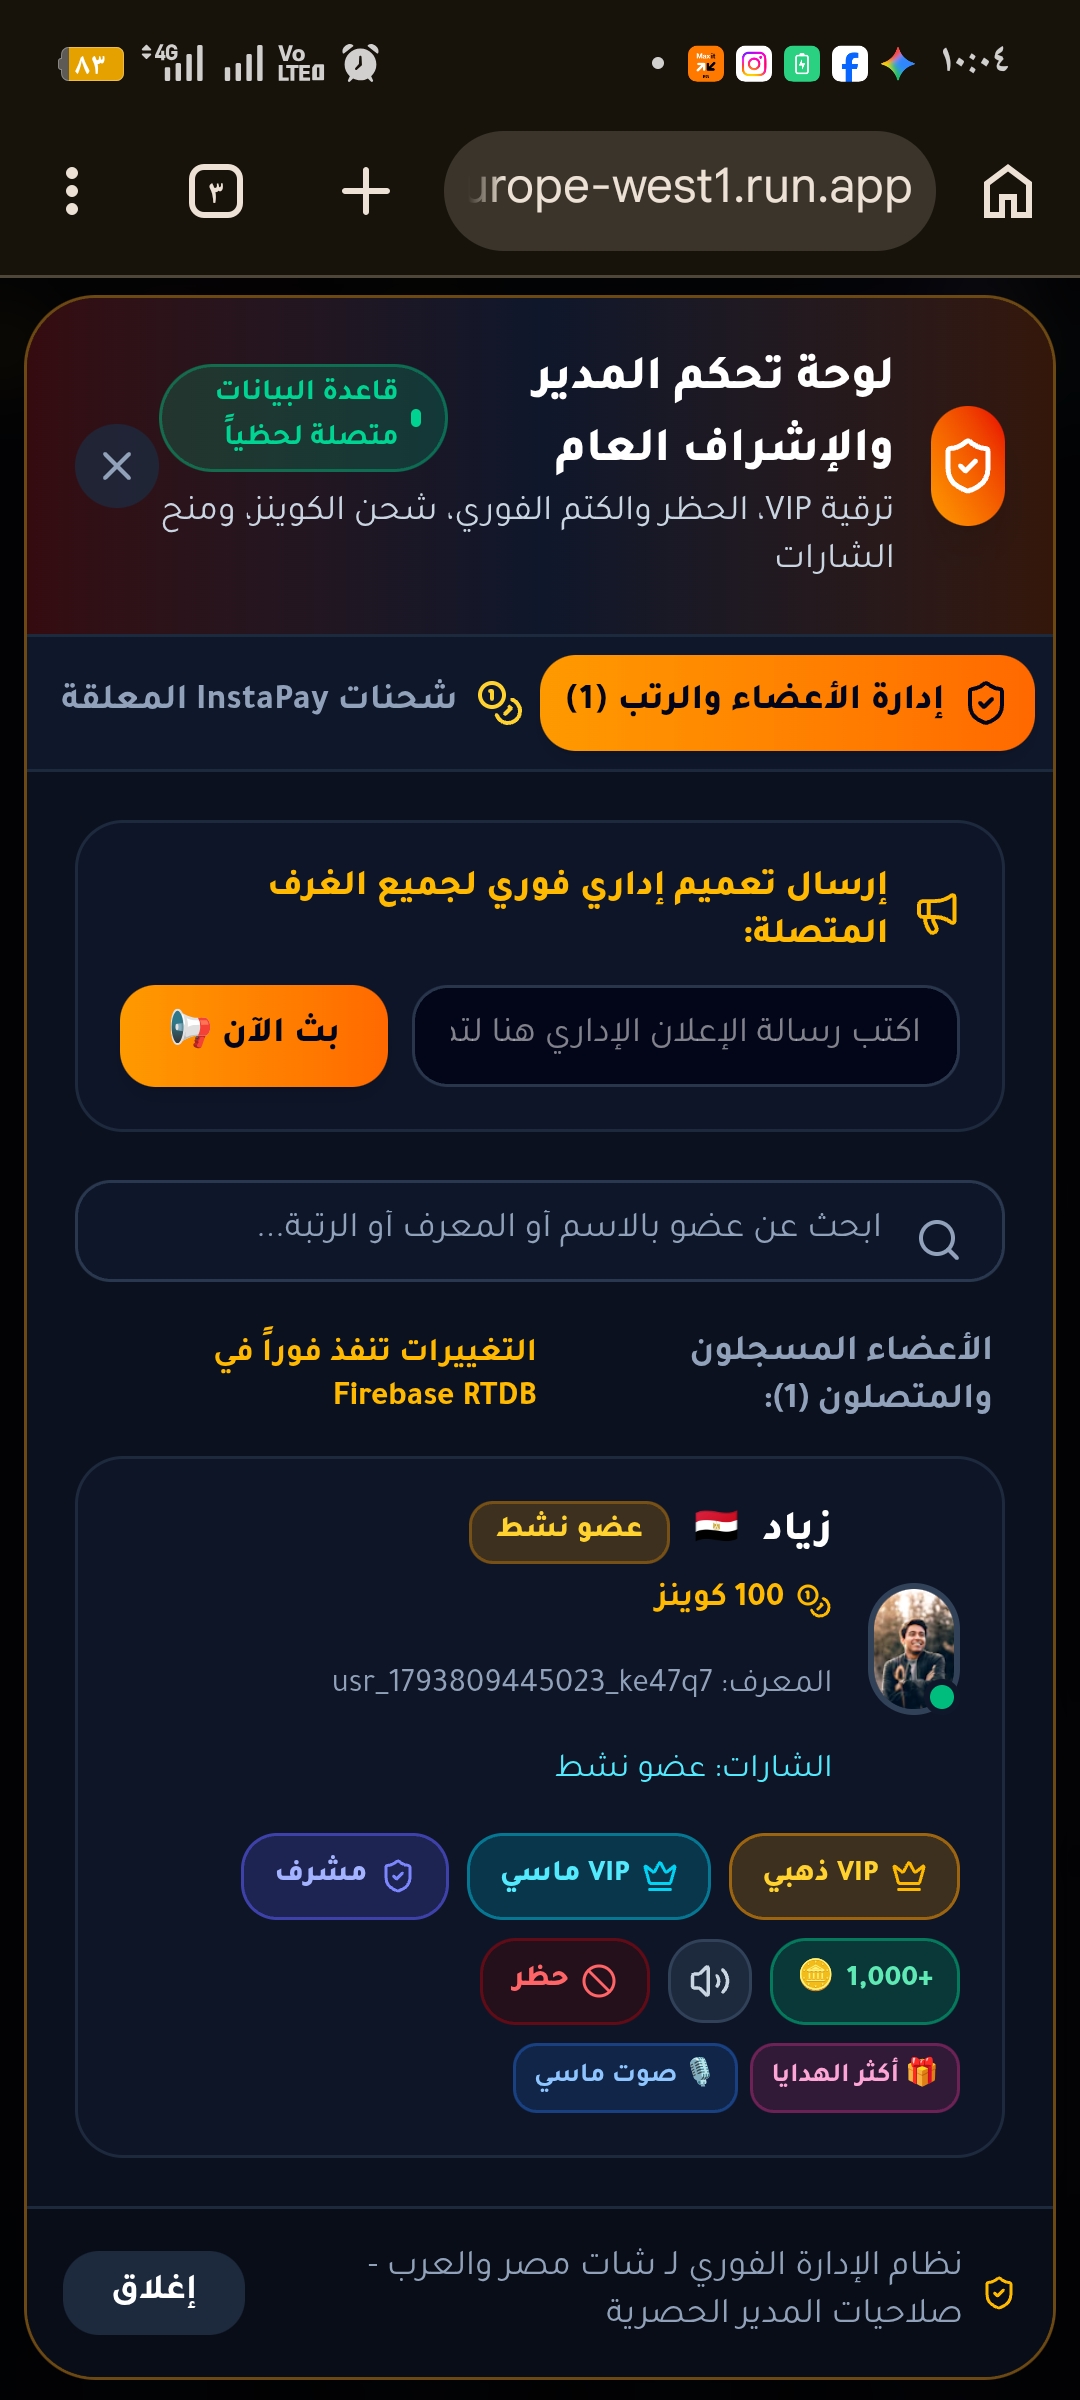 ٨٣
4G
Vo
LTE
١٠:٠٤
٣
urope-west1.run.app
لوحة تحكم المدير
والإشراف العام
قاعدة البيانات
متصلة لحظياً
ترقية VIP، الحظر والكتم الفوري، شحن الكوينز، ومنح
الشارات
إدارة الأعضاء والرتب (1)
شحنات InstaPay المعلقة
إرسال تعميم إداري فوري لجميع الغرف
المتصلة:
اكتب رسالة الإعلان الإداري هنا لتد
بث الآن
ابحث عن عضو بالاسم أو المعرف أو الرتبة...
الأعضاء المسجلون
والمتصلون (1):
التغييرات تنفذ فوراً في
Firebase RTDB
زياد
عضو نشط
100 كوينز
المعرف: usr_1793809445023_ke47q7
الشارات: عضو نشط
VIP ذهبي
VIP ماسي
مشرف
+1,000
حظر
أكثر الهدايا
صوت ماسي
نظام الإدارة الفوري لـ شات مصر والعرب -
صلاحيات المدير الحصرية
إغلاق